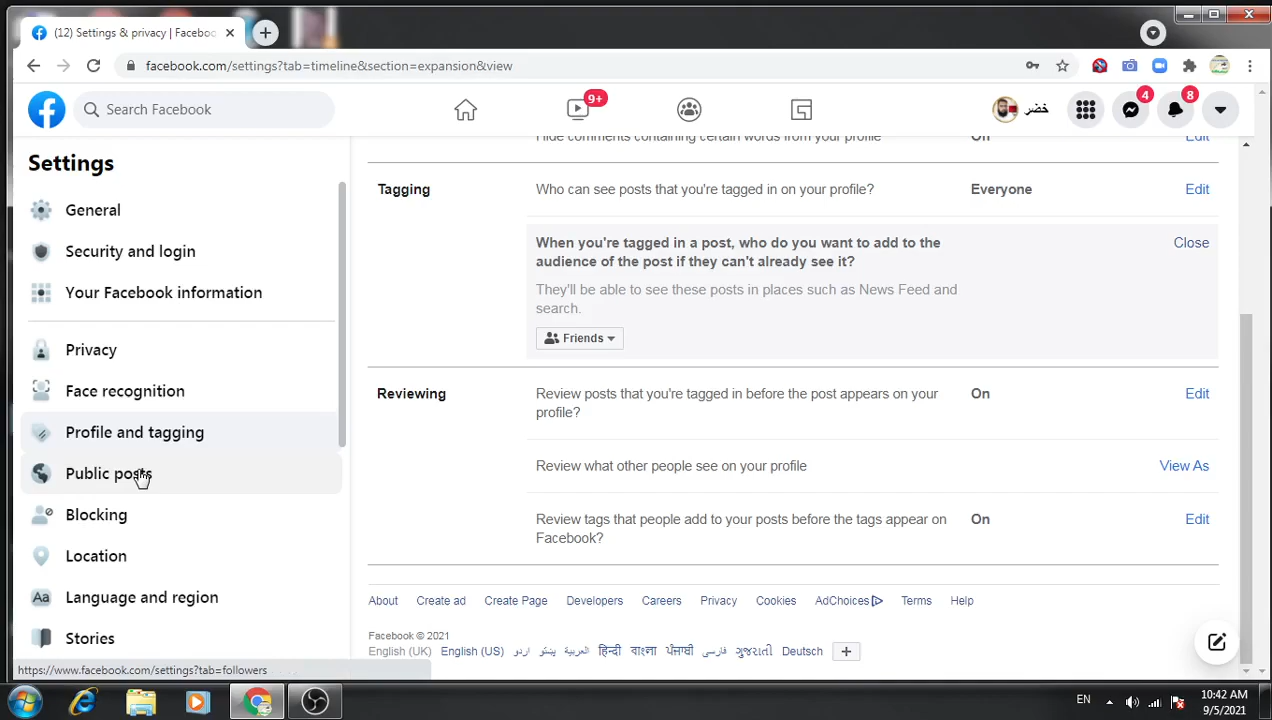 (12) Settings & privacy | Faceboo
facebook.com/settings?tab=timeline&section=expansion&view
Search Facebook
9+
خضر
4
8
Settings
General
Security and login
Your Facebook information
Privacy
Face recognition
Profile and tagging
Public posts
Blocking
Location
Aa Language and region
Stories
https://www.facebook.com/settings?tab=followers
Hide comments containing certain words from your profile On Edit
Tagging Who can see posts that you're tagged in on your profile? Everyone Edit
When you're tagged in a post, who do you want to add to the Close
audience of the post if they can't already see it?
They'll be able to see these posts in places such as News Feed and
search.
Friends
Reviewing Review posts that you're tagged in before the post appears on your On Edit
profile?
Review what other people see on your profile View As
Review tags that people add to your posts before the tags appear on On Edit
Facebook?
About Create ad Create Page Developers Careers Privacy Cookies AdChoices Terms Help
Facebook © 2021
English (UK) English (US) اردو پښتو العربية हिन्दी বাংলা ਪੰਜਾਬੀ فارسی ગુજરાતી Deutsch +
EN
10:42 AM
9/5/2021